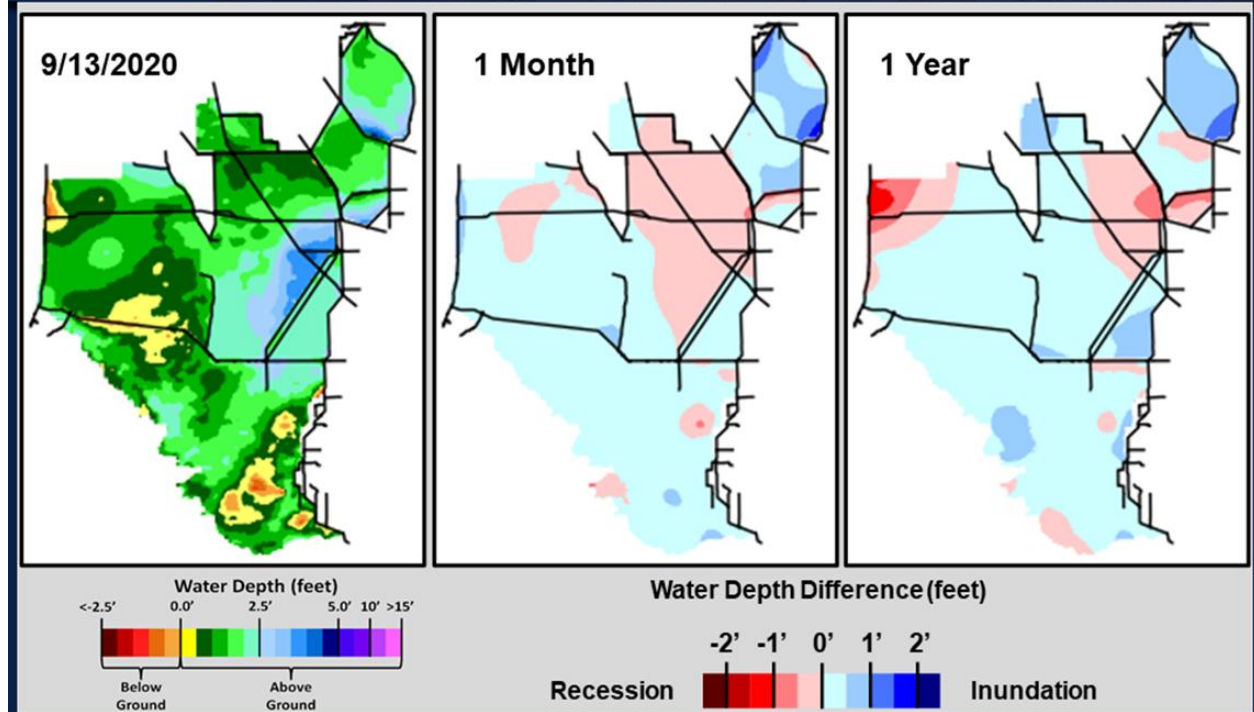 9/13/2020
1 Month
1 Year
Water Depth (feet)
<-2.5' 0.0' 2.5' 5.0' 10' >15'
Below
Ground
Above
Ground
Water Depth Difference (feet)
-2' -1' 0' 1' 2'
Recession
Inundation